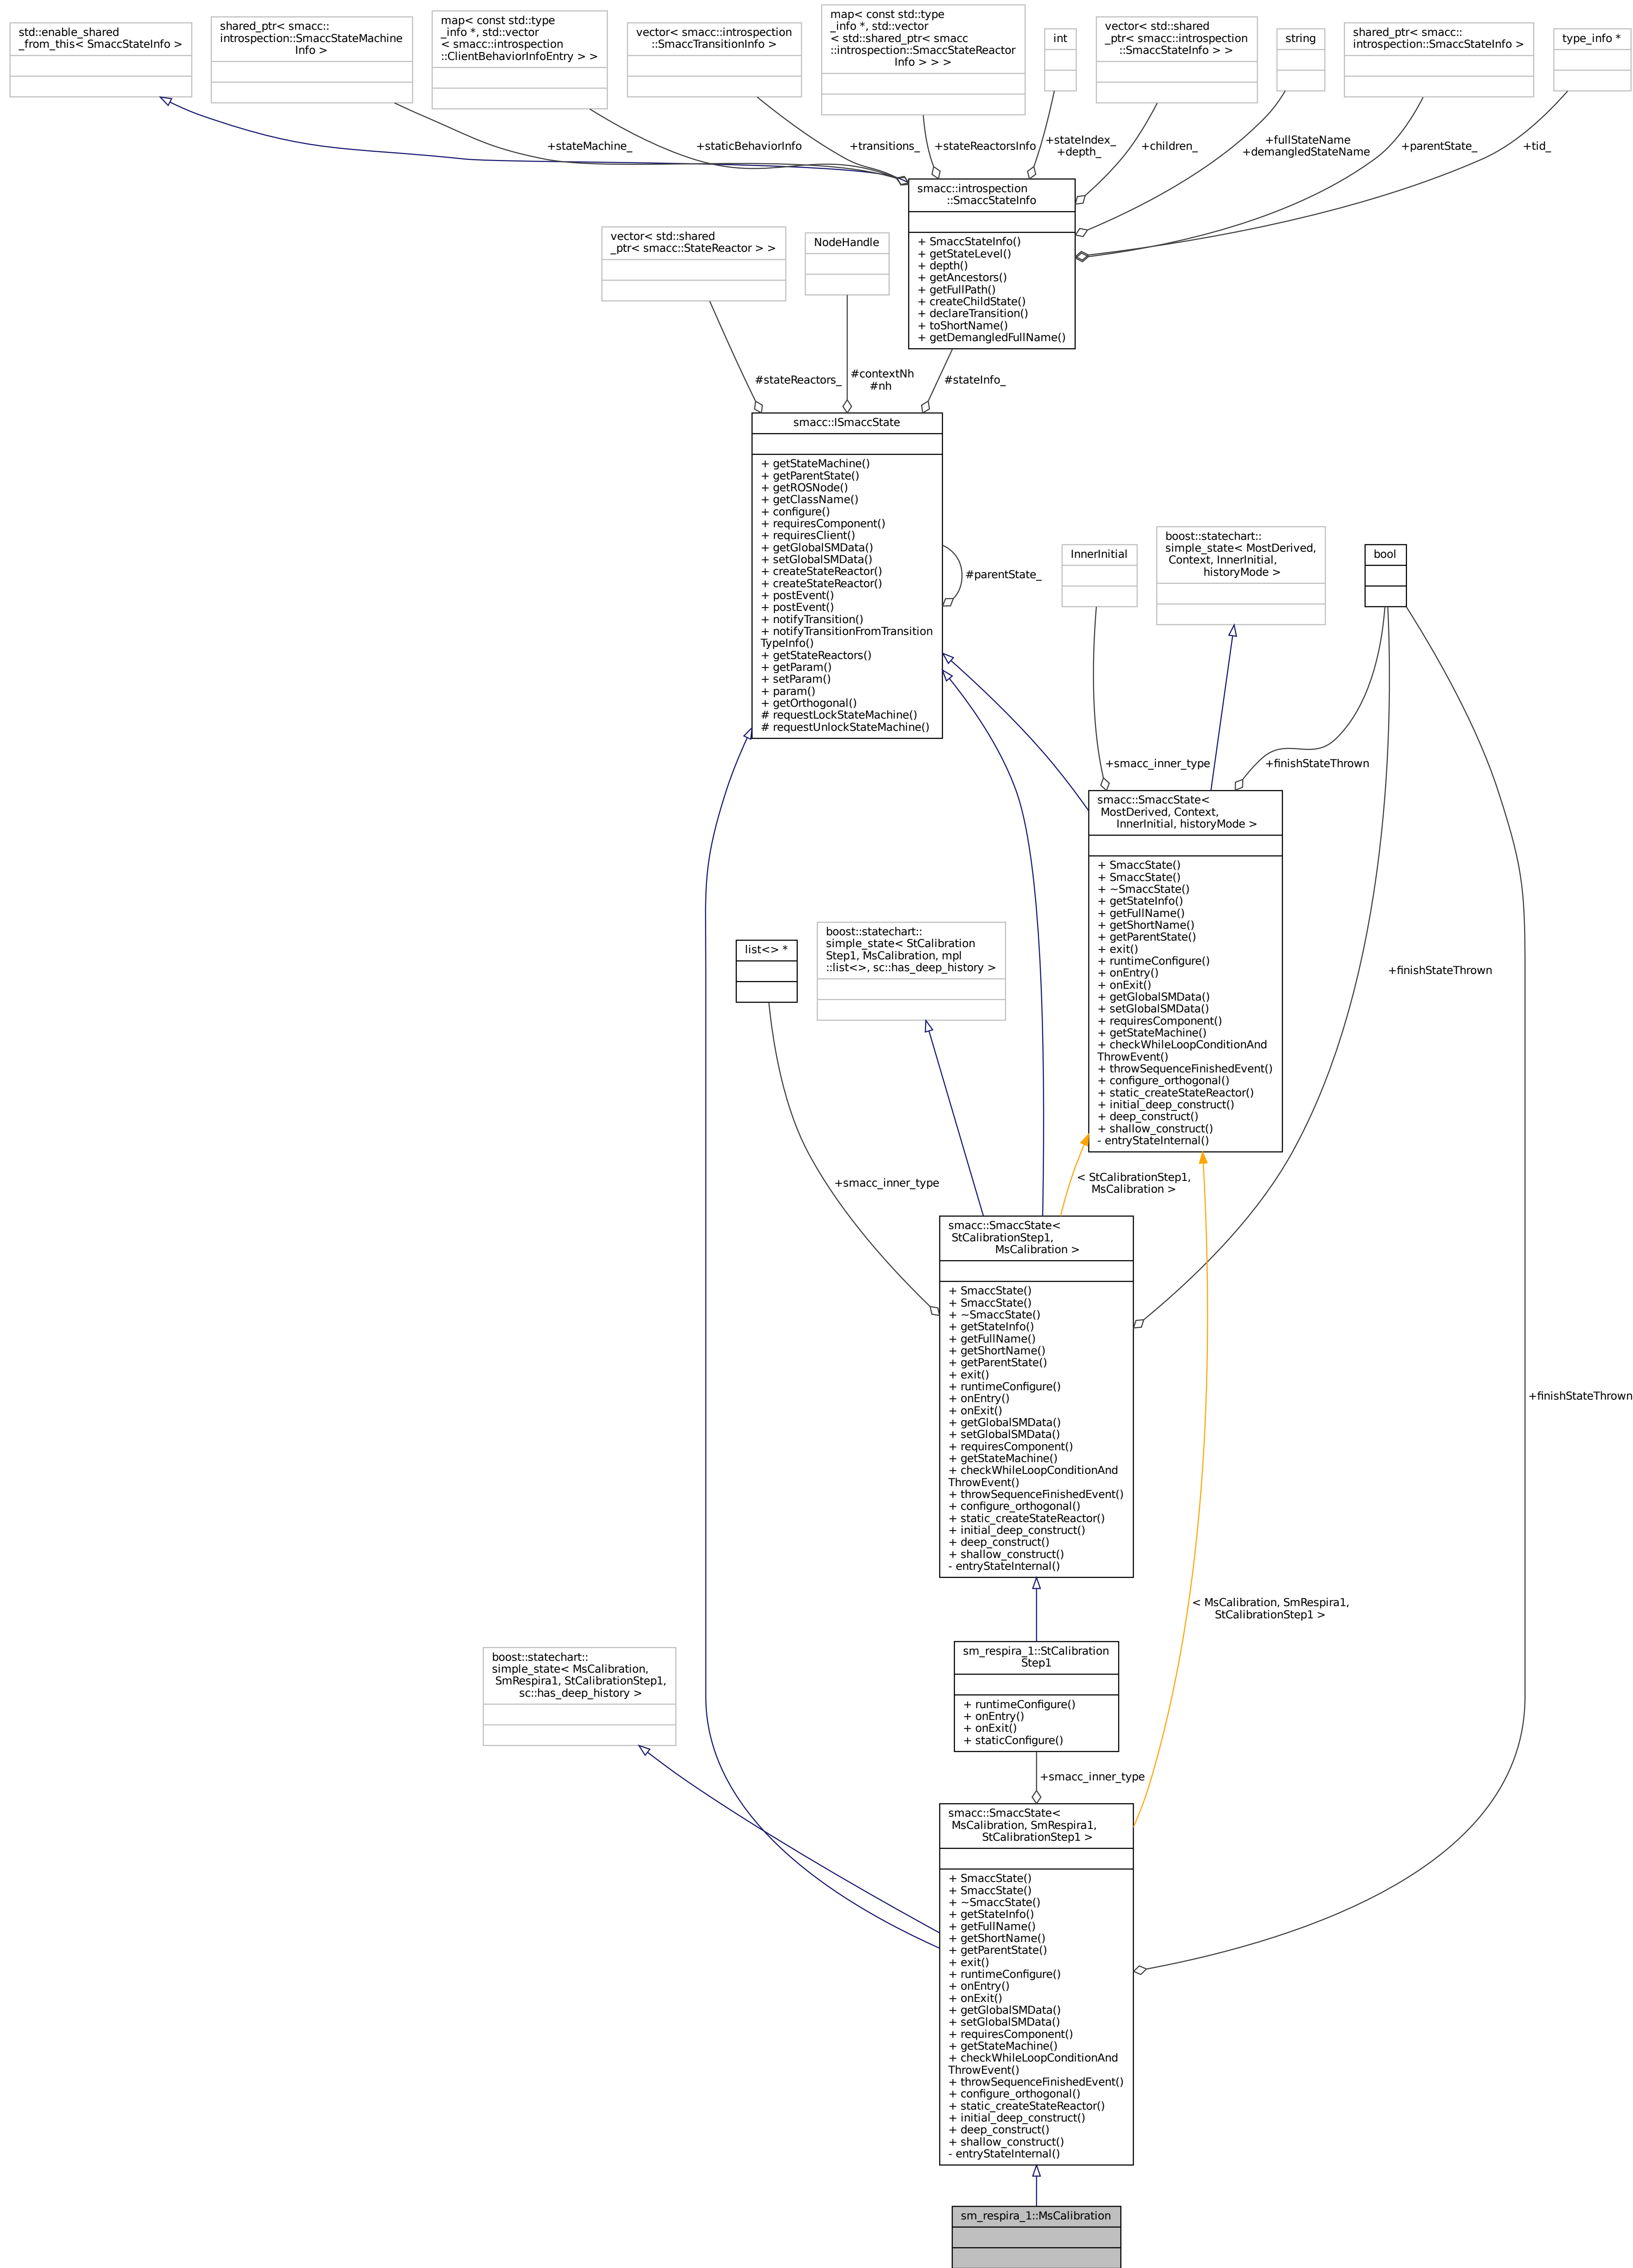 std::enable_shared
_from_this< SmaccStateInfo >
shared_ptr< smacc::
introspection::SmaccStateMachine
Info >
map< const std::type
_info *, std::vector
< smacc::introspection
::ClientBehaviorInfoEntry > >
vector< smacc::introspection
::SmaccTransitionInfo >
map< const std::type
_info *, std::vector
< std::shared_ptr< smacc
::introspection::SmaccStateReactor
Info > > >
int
vector< std::shared
_ptr< smacc::introspection
::SmaccStateInfo > >
string
shared_ptr< smacc::
introspection::SmaccStateInfo >
type_info *
+stateMachine_
+staticBehaviorInfo
+transitions_
+stateReactorsInfo
+stateIndex_
+depth_
+children_
+fullStateName
+demangledStateName
+parentState_
+tid_
smacc::introspection
::SmaccStateInfo
+ SmaccStateInfo()
+ getStateLevel()
+ depth()
+ getAncestors()
+ getFullPath()
+ createChildState()
+ declareTransition()
+ toShortName()
+ getDemangledFullName()
vector< std::shared
_ptr< smacc::StateReactor > >
NodeHandle
#stateReactors_
#contextNh
#nh
#stateInfo_
smacc::ISmaccState
+ getStateMachine()
+ getParentState()
+ getROSNode()
+ getClassName()
+ configure()
+ requiresComponent()
+ requiresClient()
+ getGlobalSMData()
+ setGlobalSMData()
+ createStateReactor()
+ createStateReactor()
+ postEvent()
+ postEvent()
+ notifyTransition()
+ notifyTransitionFromTransition
TypeInfo()
+ getStateReactors()
+ getParam()
+ setParam()
+ param()
+ getOrthogonal()
# requestLockStateMachine()
# requestUnlockStateMachine()
#parentState_
InnerInitial
boost::statechart::
simple_state< MostDerived,
Context, InnerInitial,
historyMode >
bool
+smacc_inner_type
+finishStateThrown
smacc::SmaccState<
MostDerived, Context,
InnerInitial, historyMode >
+ SmaccState()
+ SmaccState()
+ ~SmaccState()
+ getStateInfo()
+ getFullName()
+ getShortName()
+ getParentState()
+ exit()
+ runtimeConfigure()
+ onEntry()
+ onExit()
+ getGlobalSMData()
+ setGlobalSMData()
+ requiresComponent()
+ getStateMachine()
+ checkWhileLoopConditionAnd
ThrowEvent()
+ throwSequenceFinishedEvent()
+ configure_orthogonal()
+ static_createStateReactor()
+ initial_deep_construct()
+ deep_construct()
+ shallow_construct()
- entryStateInternal()
list<> *
boost::statechart::
simple_state< StCalibration
Step1, MsCalibration, mpl
::list<>, sc::has_deep_history >
+finishStateThrown
+smacc_inner_type
< StCalibrationStep1,
MsCalibration >
smacc::SmaccState<
StCalibrationStep1,
MsCalibration >
+ SmaccState()
+ SmaccState()
+ ~SmaccState()
+ getStateInfo()
+ getFullName()
+ getShortName()
+ getParentState()
+ exit()
+ runtimeConfigure()
+ onEntry()
+ onExit()
+ getGlobalSMData()
+ setGlobalSMData()
+ requiresComponent()
+ getStateMachine()
+ checkWhileLoopConditionAnd
ThrowEvent()
+ throwSequenceFinishedEvent()
+ configure_orthogonal()
+ static_createStateReactor()
+ initial_deep_construct()
+ deep_construct()
+ shallow_construct()
- entryStateInternal()
+finishStateThrown
< MsCalibration, SmRespira1,
StCalibrationStep1 >
boost::statechart::
simple_state< MsCalibration,
SmRespira1, StCalibrationStep1,
sc::has_deep_history >
sm_respira_1::StCalibration
Step1
+ runtimeConfigure()
+ onEntry()
+ onExit()
+ staticConfigure()
+smacc_inner_type
smacc::SmaccState<
MsCalibration, SmRespira1,
StCalibrationStep1 >
+ SmaccState()
+ SmaccState()
+ ~SmaccState()
+ getStateInfo()
+ getFullName()
+ getShortName()
+ getParentState()
+ exit()
+ runtimeConfigure()
+ onEntry()
+ onExit()
+ getGlobalSMData()
+ setGlobalSMData()
+ requiresComponent()
+ getStateMachine()
+ checkWhileLoopConditionAnd
ThrowEvent()
+ throwSequenceFinishedEvent()
+ configure_orthogonal()
+ static_createStateReactor()
+ initial_deep_construct()
+ deep_construct()
+ shallow_construct()
- entryStateInternal()
sm_respira_1::MsCalibration